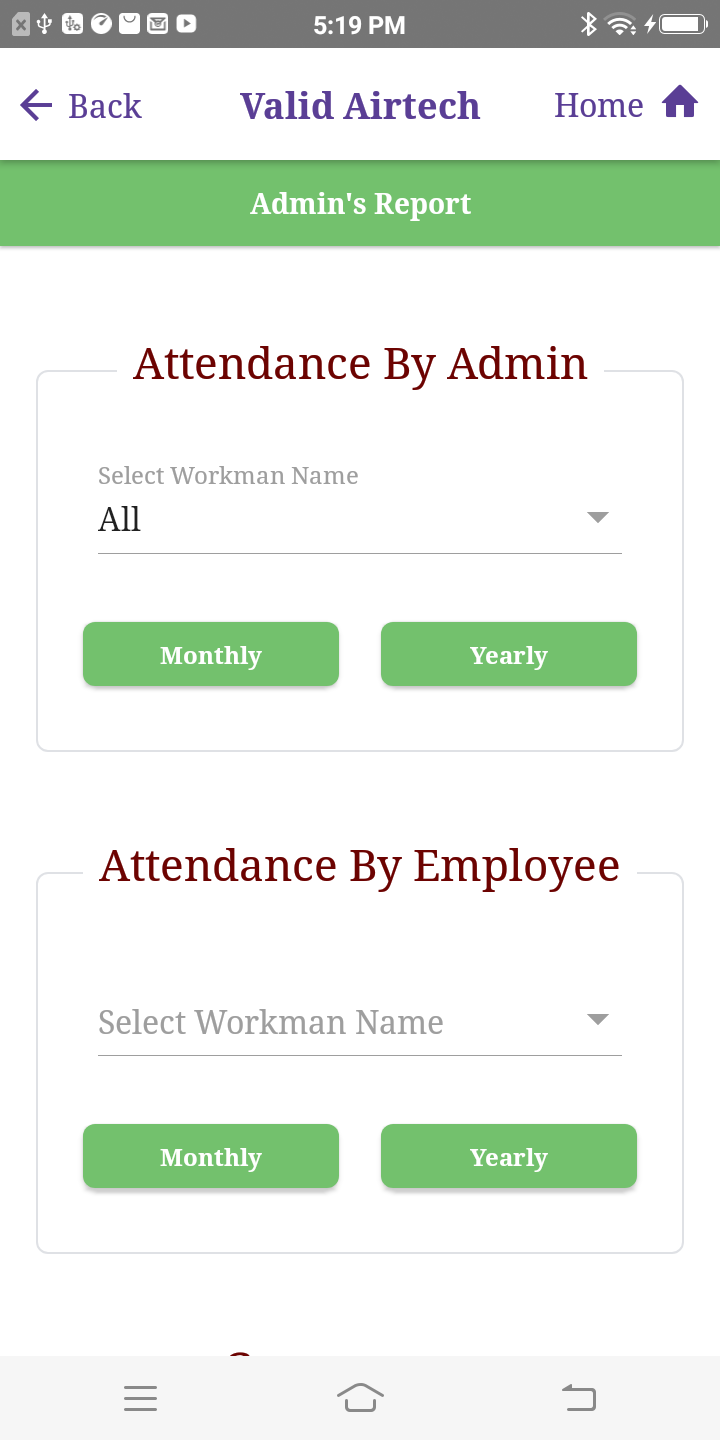 5:19 PM
Back Valid Airtech Home
Admin's Report
Attendance By Admin
Select Workman Name
All
Monthly Yearly
Attendance By Employee
Select Workman Name
Monthly Yearly